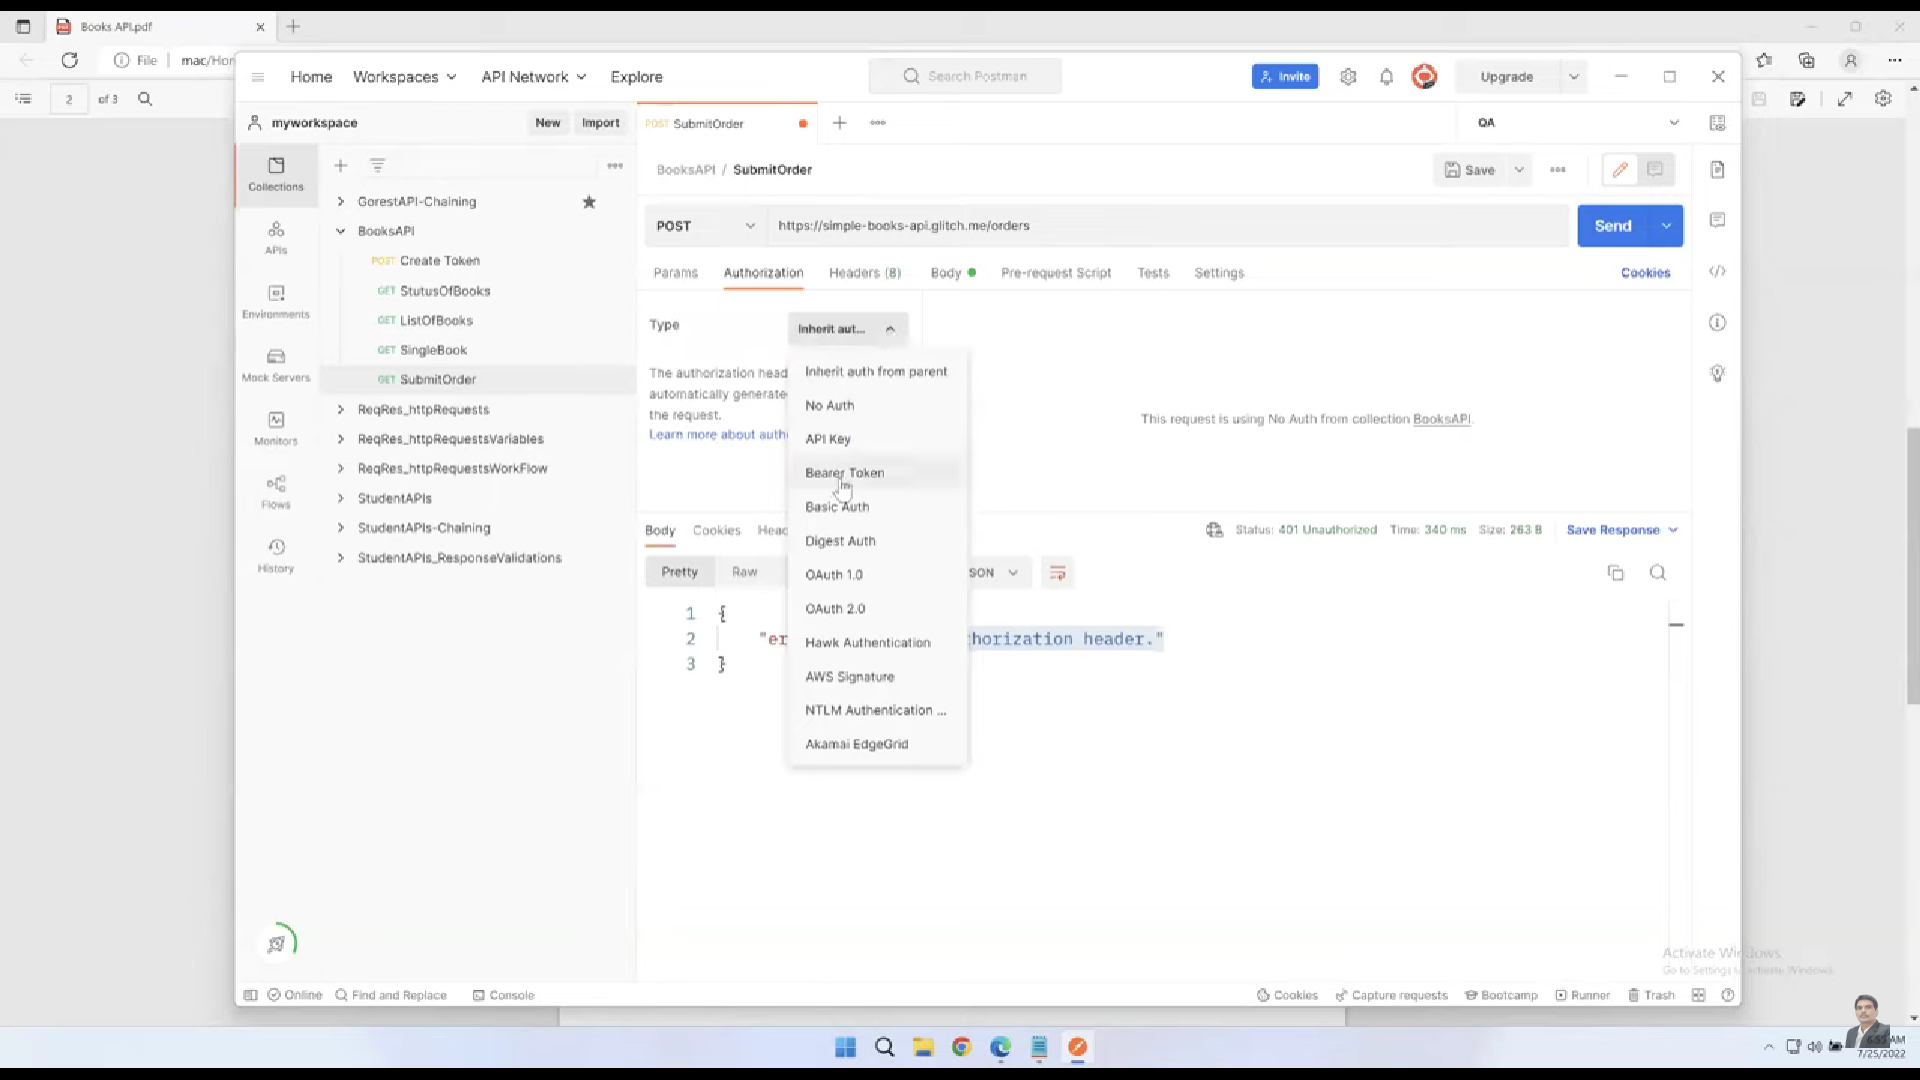 Books API.pdf
File
mac/Hor
2 of 3
Home Workspaces API Network Explore
Search Postman
Invite
Upgrade
myworkspace New Import
POST SubmitOrder
QA
Collections
APIs
Environments
Mock Servers
Monitors
Flows
History
GorestAPI-Chaining
BooksAPI
POST Create Token
GET StutusOfBooks
GET ListOfBooks
GET SingleBook
GET SubmitOrder
ReqRes_httpRequests
ReqRes_httpRequestsVariables
ReqRes_httpRequestsWorkFlow
StudentAPIs
StudentAPIs-Chaining
StudentAPIs_ResponseValidations
BooksAPI / SubmitOrder
Save
POST https://simple-books-api.glitch.me/orders
Send
Params Authorization Headers (8) Body Pre-request Script Tests Settings Cookies
Type
Inherit aut...
The authorization head
automatically generate
the request.
Learn more about auth
Inherit auth from parent
No Auth
API Key
Bearer Token
Basic Auth
Digest Auth
OAuth 1.0
OAuth 2.0
Hawk Authentication
AWS Signature
NTLM Authentication ...
Akamai EdgeGrid
This request is using No Auth from collection BooksAPI.
Body Cookies Head
Status: 401 Unauthorized Time: 340 ms Size: 263 B Save Response
Pretty Raw SON
1 {
2 "er horization header."
3 }
Activate Windows
Go to Settings to activate Windows.
Online Find and Replace Console
Cookies Capture requests Bootcamp Runner Trash
AM
7/25/2022